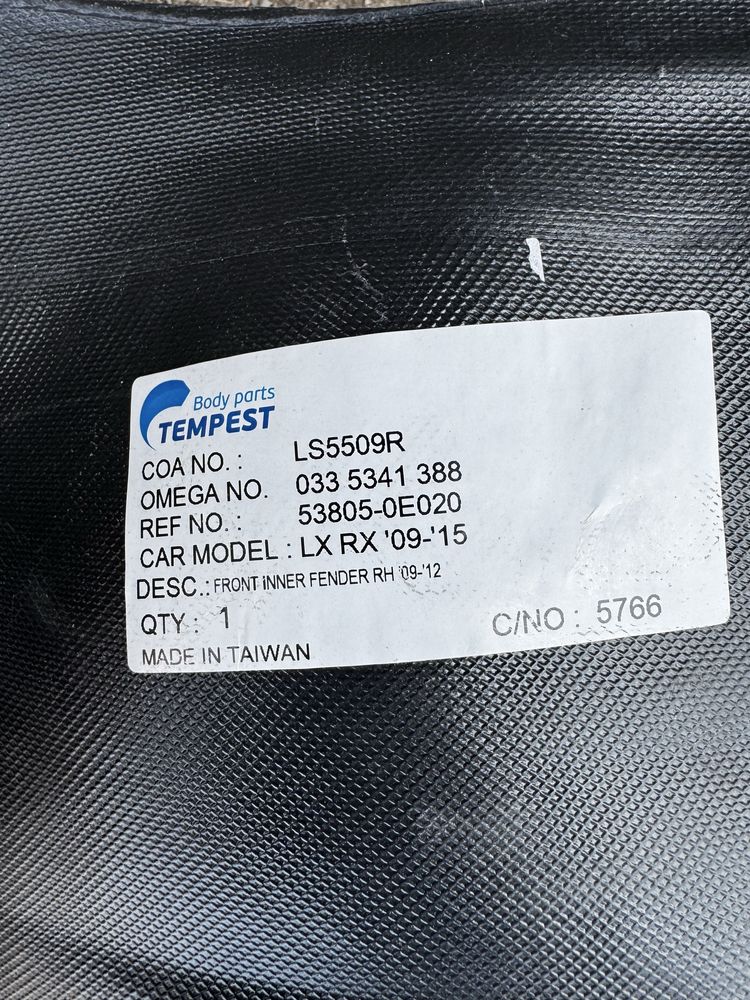 Body parts
TEMPEST
COA NO. : LS5509R
OMEGA NO. 033 5341 388
REF NO. : 53805-0E020
CAR MODEL : LX RX '09-'15
DESC.: FRONT INNER FENDER RH '09-'12
QTY : 1 C/NO : 5766
MADE IN TAIWAN